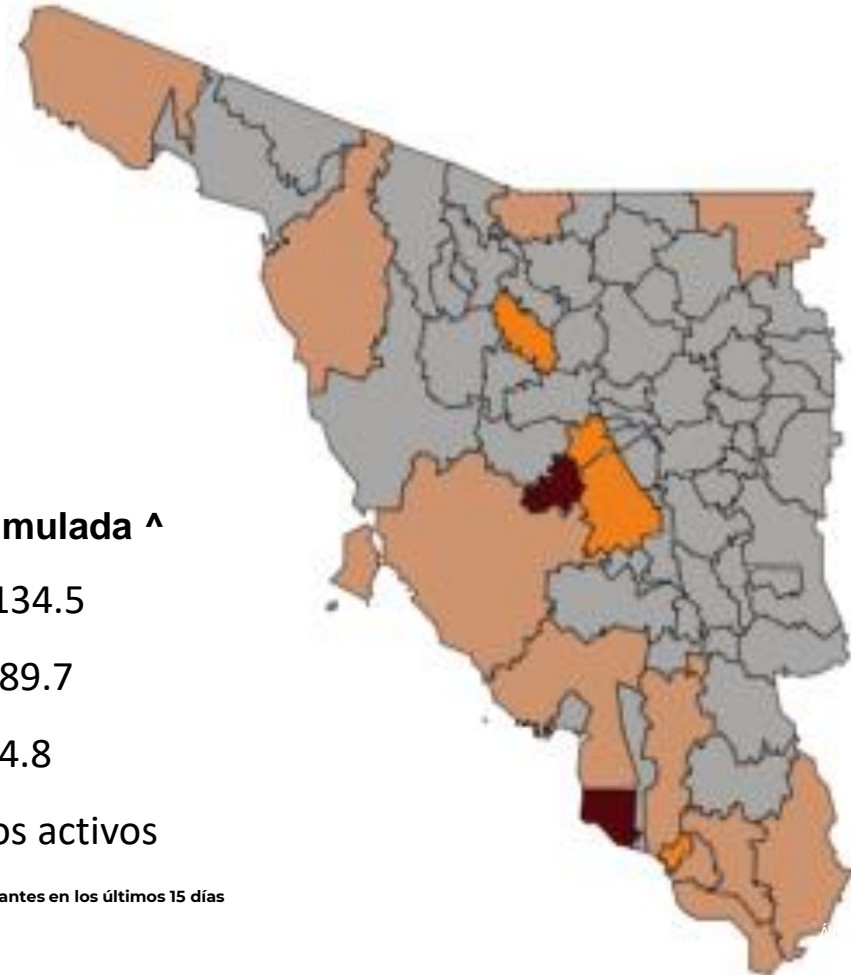 mulada ^
134.5
89.7
4.8
os activos
antes en los últimos 15 días